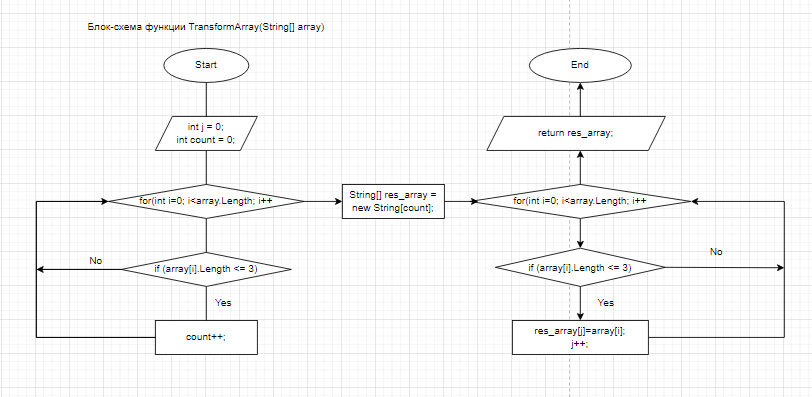 Блок-схема функции TransformArray(String[] array)
Start
int j = 0;
int count = 0;
for(int i=0; i<array.Length; i++
No
if (array[i].Length <= 3)
Yes
count++;
String[] res_array =
new String[count];
End
return res_array;
for(int i=0; i<array.Length; i++
if (array[i].Length <= 3)
No
Yes
res_array[j]=array[i];
j++;